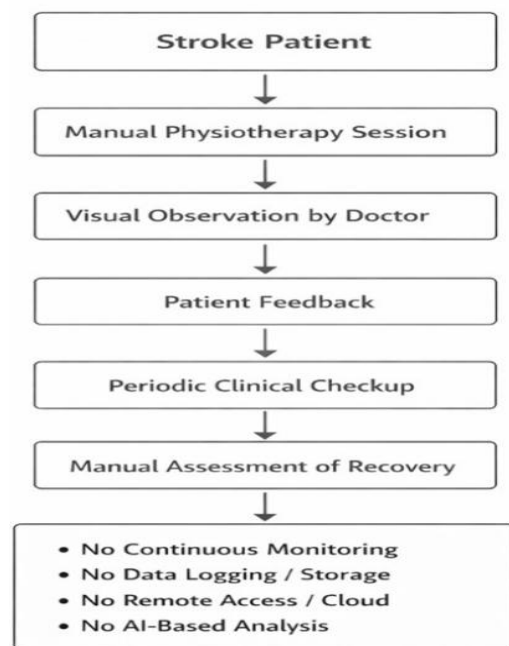 Stroke Patient
Manual Physiotherapy Session
Visual Observation by Doctor
Patient Feedback
Periodic Clinical Checkup
Manual Assessment of Recovery
• No Continuous Monitoring
• No Data Logging / Storage
• No Remote Access / Cloud
• No AI-Based Analysis